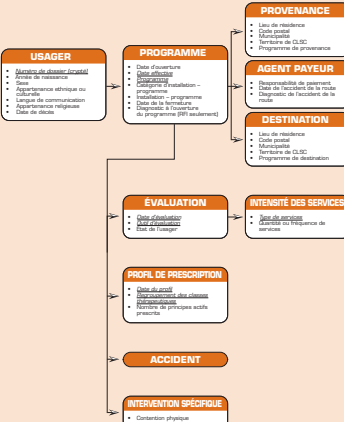 USAGER
• Numéro de dossier (crypté)
• Année de naissance
• Sexe
• Appartenance ethnique ou
culturelle
• Langue de communication
• Appartenance religieuse
• Date de décès
PROGRAMME
• Date d'ouverture
• Date effective
• Programme
• Catégorie d'installation –
programme
• Installation – programme
• Date de la fermeture
• Diagnostic à l'ouverture
du programme (RFI seulement)
PROVENANCE
• Lieu de résidence
• Code postal
• Municipalité
• Territoire de CLSC
• Programme de provenance
AGENT PAYEUR
• Responsabilité de paiement
• Date de l'accident de la route
• Diagnostic de l'accident de la
route
DESTINATION
• Lieu de résidence
• Code postal
• Municipalité
• Territoire de CLSC
• Programme de destination
ÉVALUATION
• Date d'évaluation
• Outil d'évaluation
• État de l'usager
INTENSITÉ DES SERVICES
• Type de services
• Quantité ou fréquence de
services
PROFIL DE PRESCRIPTION
• Date du profil
• Regroupement des classes
thérapeutiques
• Nombre de principes actifs
prescrits
ACCIDENT
INTERVENTION SPÉCIFIQUE
• Contention physique